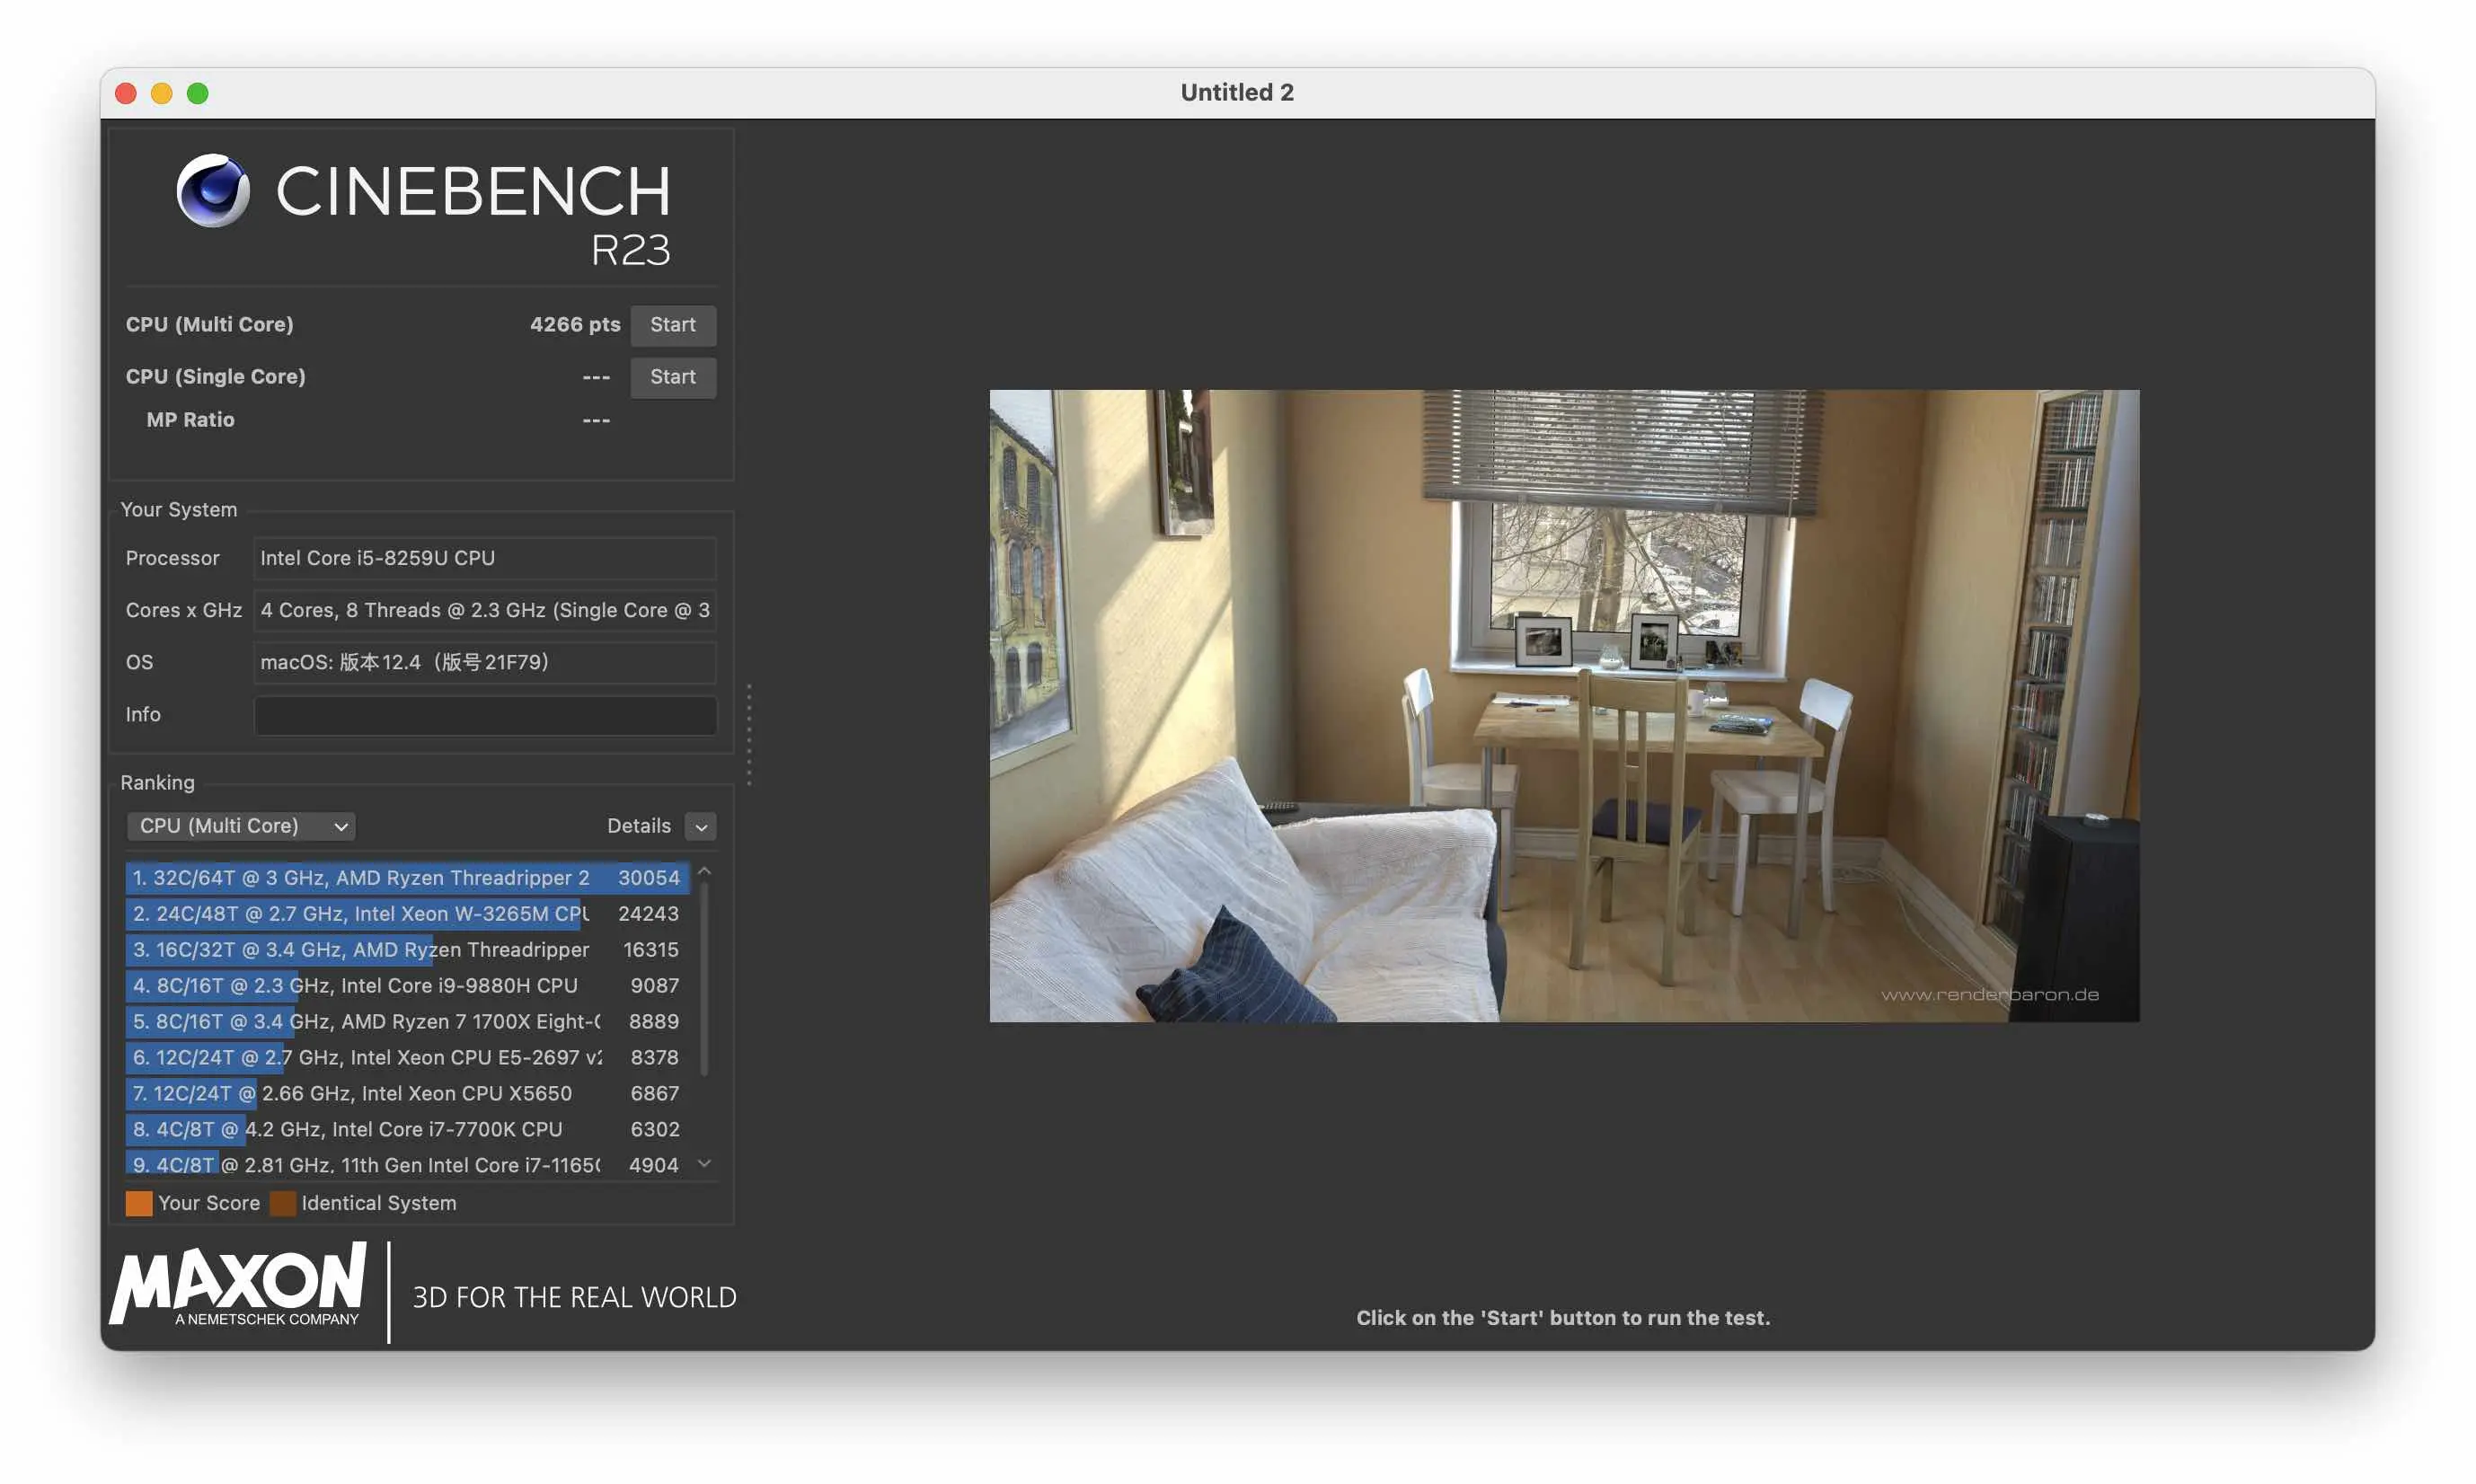 Untitled 2
CINEBENCH
R23
CPU (Multi Core) 4266 pts Start
CPU (Single Core) --- Start
MP Ratio ---
Your System
Processor Intel Core i5-8259U CPU
Cores x GHz 4 Cores, 8 Threads @ 2.3 GHz (Single Core @ 3
OS macOS: 版本12.4（版号21F79）
Info
Ranking
CPU (Multi Core) Details
1. 32C/64T @ 3 GHz, AMD Ryzen Threadripper 2 30054
2. 24C/48T @ 2.7 GHz, Intel Xeon W-3265M CPU 24243
3. 16C/32T @ 3.4 GHz, AMD Ryzen Threadripper 16315
4. 8C/16T @ 2.3 GHz, Intel Core i9-9880H CPU 9087
5. 8C/16T @ 3.4 GHz, AMD Ryzen 7 1700X Eight- 8889
6. 12C/24T @ 2.7 GHz, Intel Xeon CPU E5-2697 v2 8378
7. 12C/24T @ 2.66 GHz, Intel Xeon CPU X5650 6867
8. 4C/8T @ 4.2 GHz, Intel Core i7-7700K CPU 6302
9. 4C/8T @ 2.81 GHz, 11th Gen Intel Core i7-1165G 4904
Your Score Identical System
MAXON
A NEMETSCHEK COMPANY
3D FOR THE REAL WORLD
www.renderbaron.de
Click on the 'Start' button to run the test.